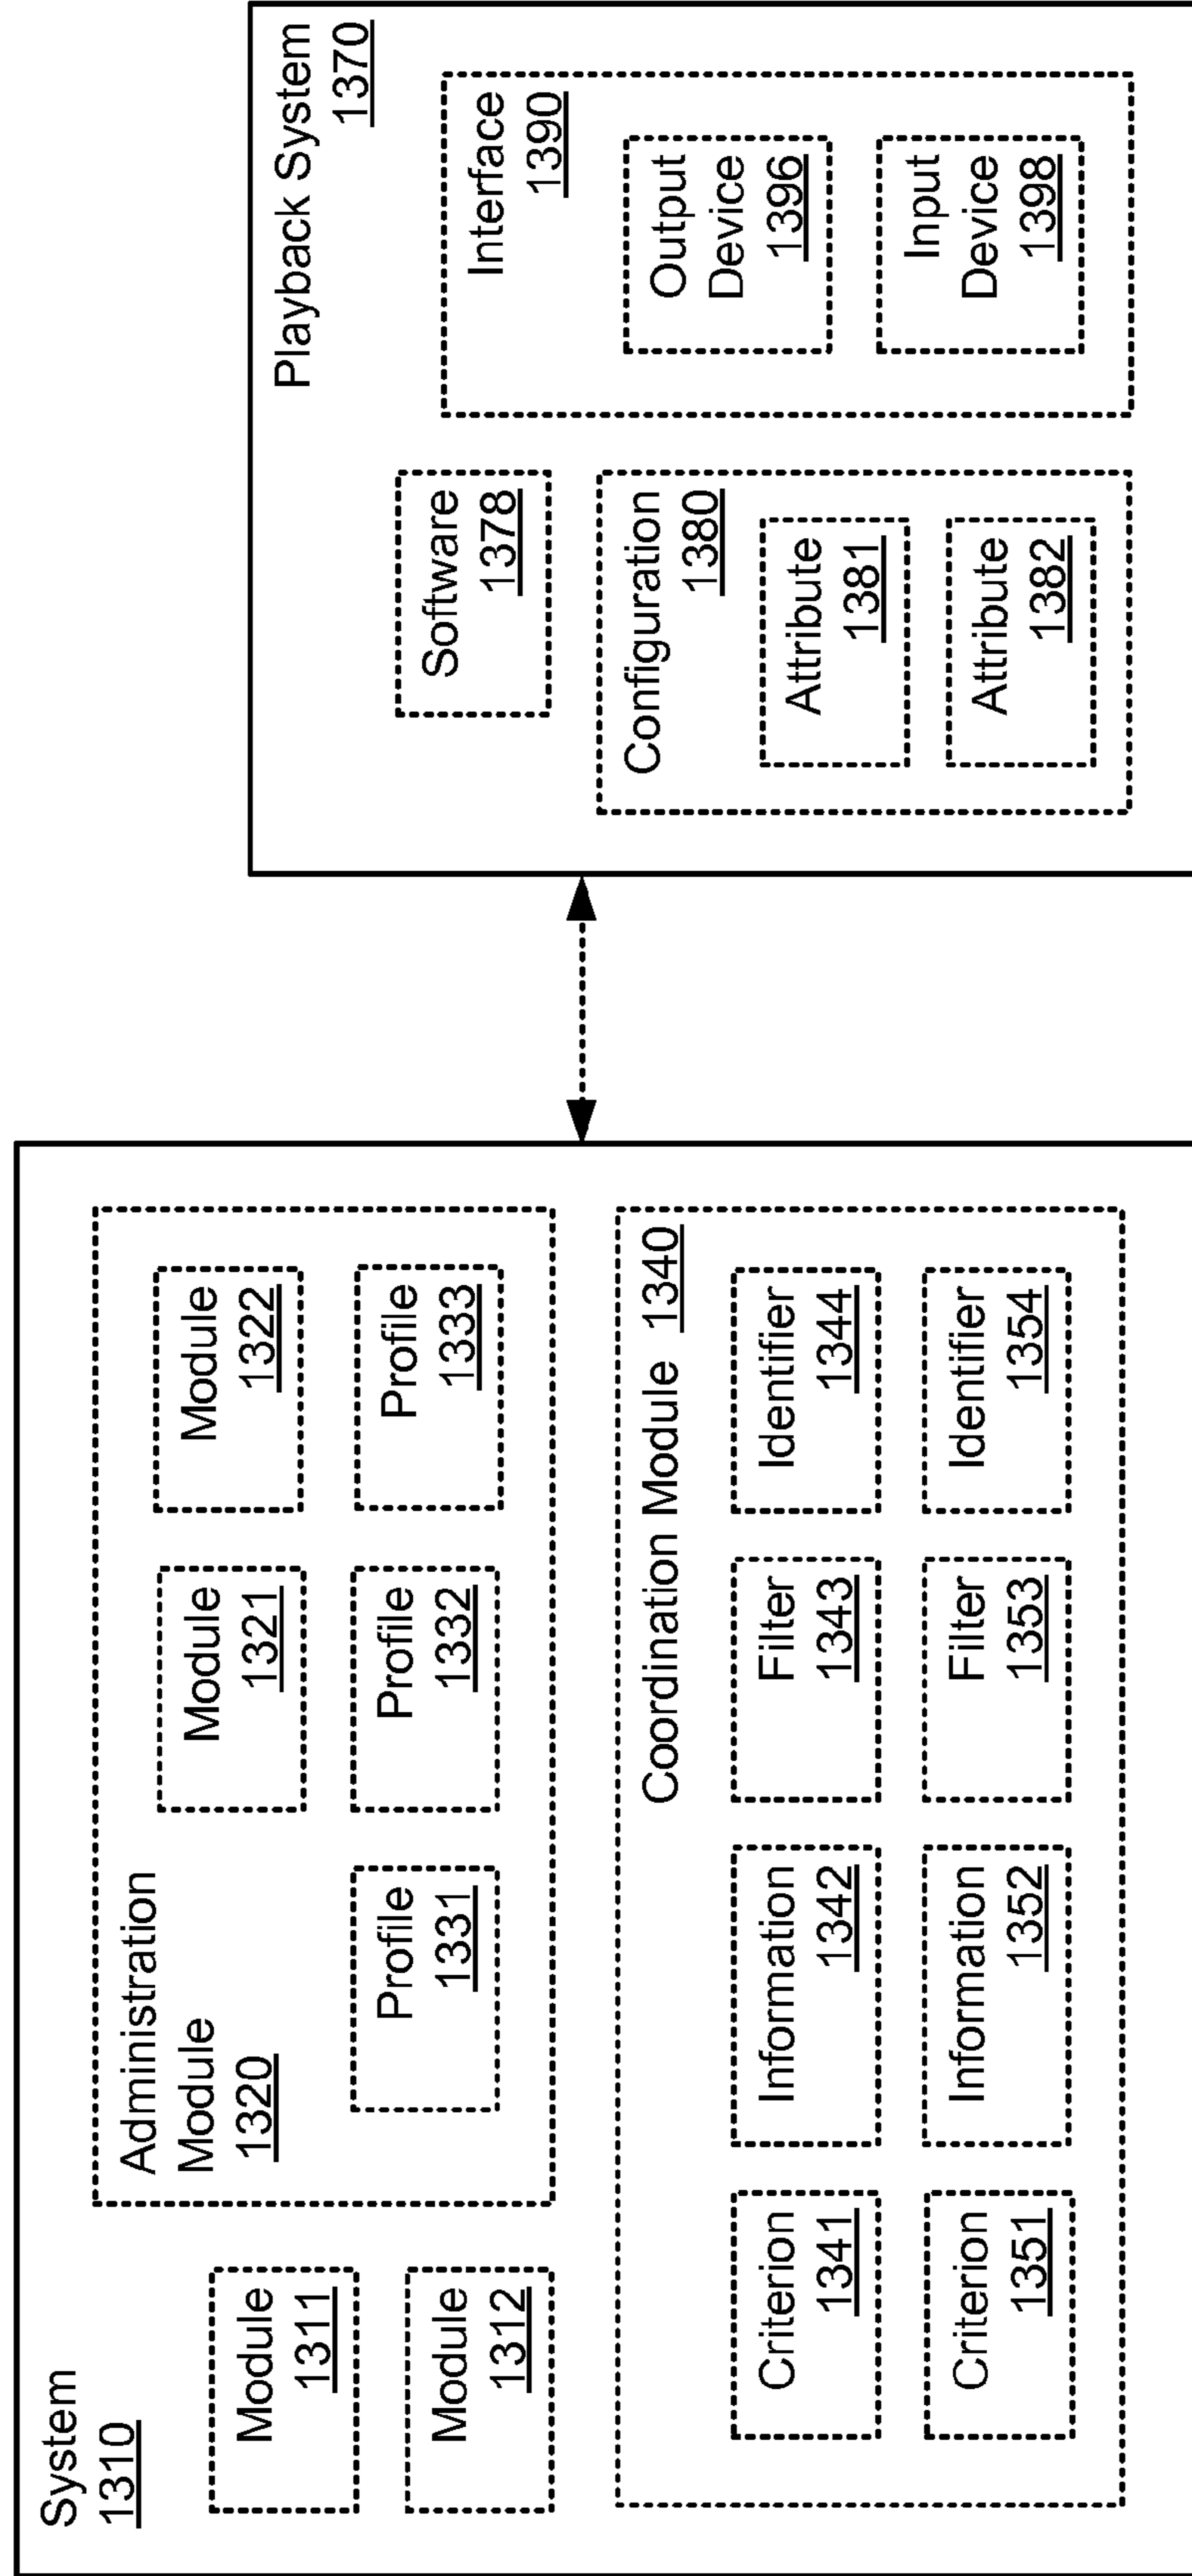 System
1310
Module
1311
Module
1312
Administration
Module
1320
Module
1321
Module
1322
Profile
1331
Profile
1332
Profile
1333
Coordination Module 1340
Criterion
1341
Information
1342
Filter
1343
Identifier
1344
Criterion
1351
Information
1352
Filter
1353
Identifier
1354
Playback System
1370
Software
1378
Configuration
1380
Attribute
1381
Attribute
1382
Interface
1390
Output
Device
1396
Input
Device
1398